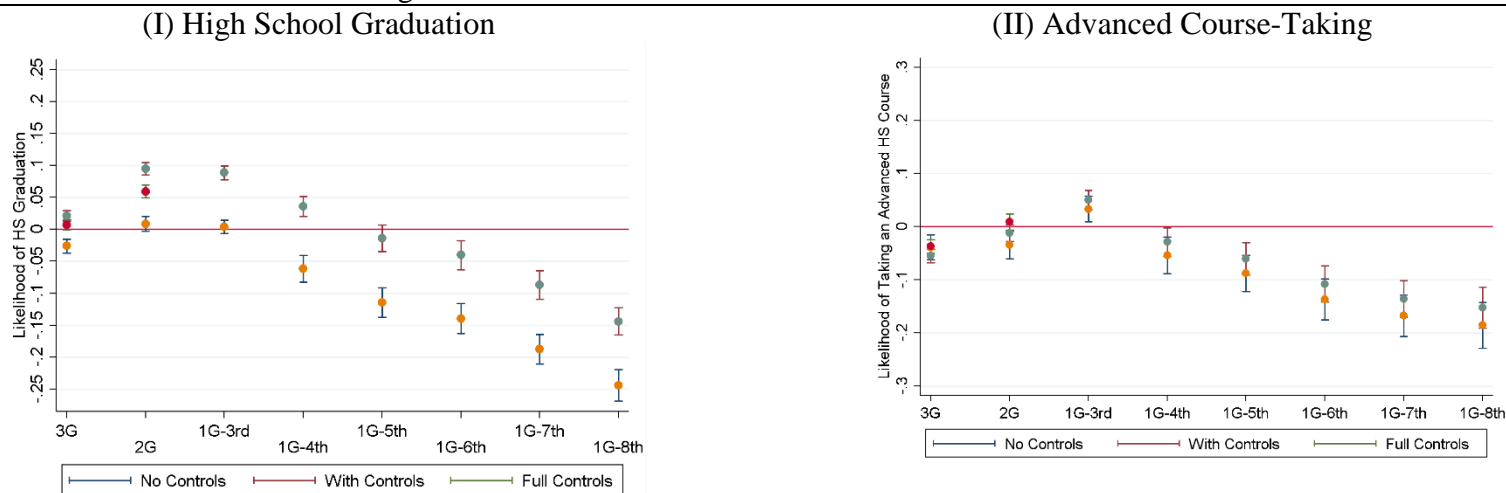 (I) High School Graduation
(II) Advanced Course-Taking
Likelihood of HS Graduation
.25
.2
.15
.1
.05
0
-.05
-.1
-.15
-.2
-.25
3G
2G
1G-3rd
1G-4th
1G-5th
1G-6th
1G-7th
1G-8th
No Controls
With Controls
Full Controls
Likelihood of Taking an Advanced HS Course
.3
.2
.1
0
-.1
-.2
-.3
3G
2G
1G-3rd
1G-4th
1G-5th
1G-6th
1G-7th
1G-8th
No Controls
With Controls
Full Controls